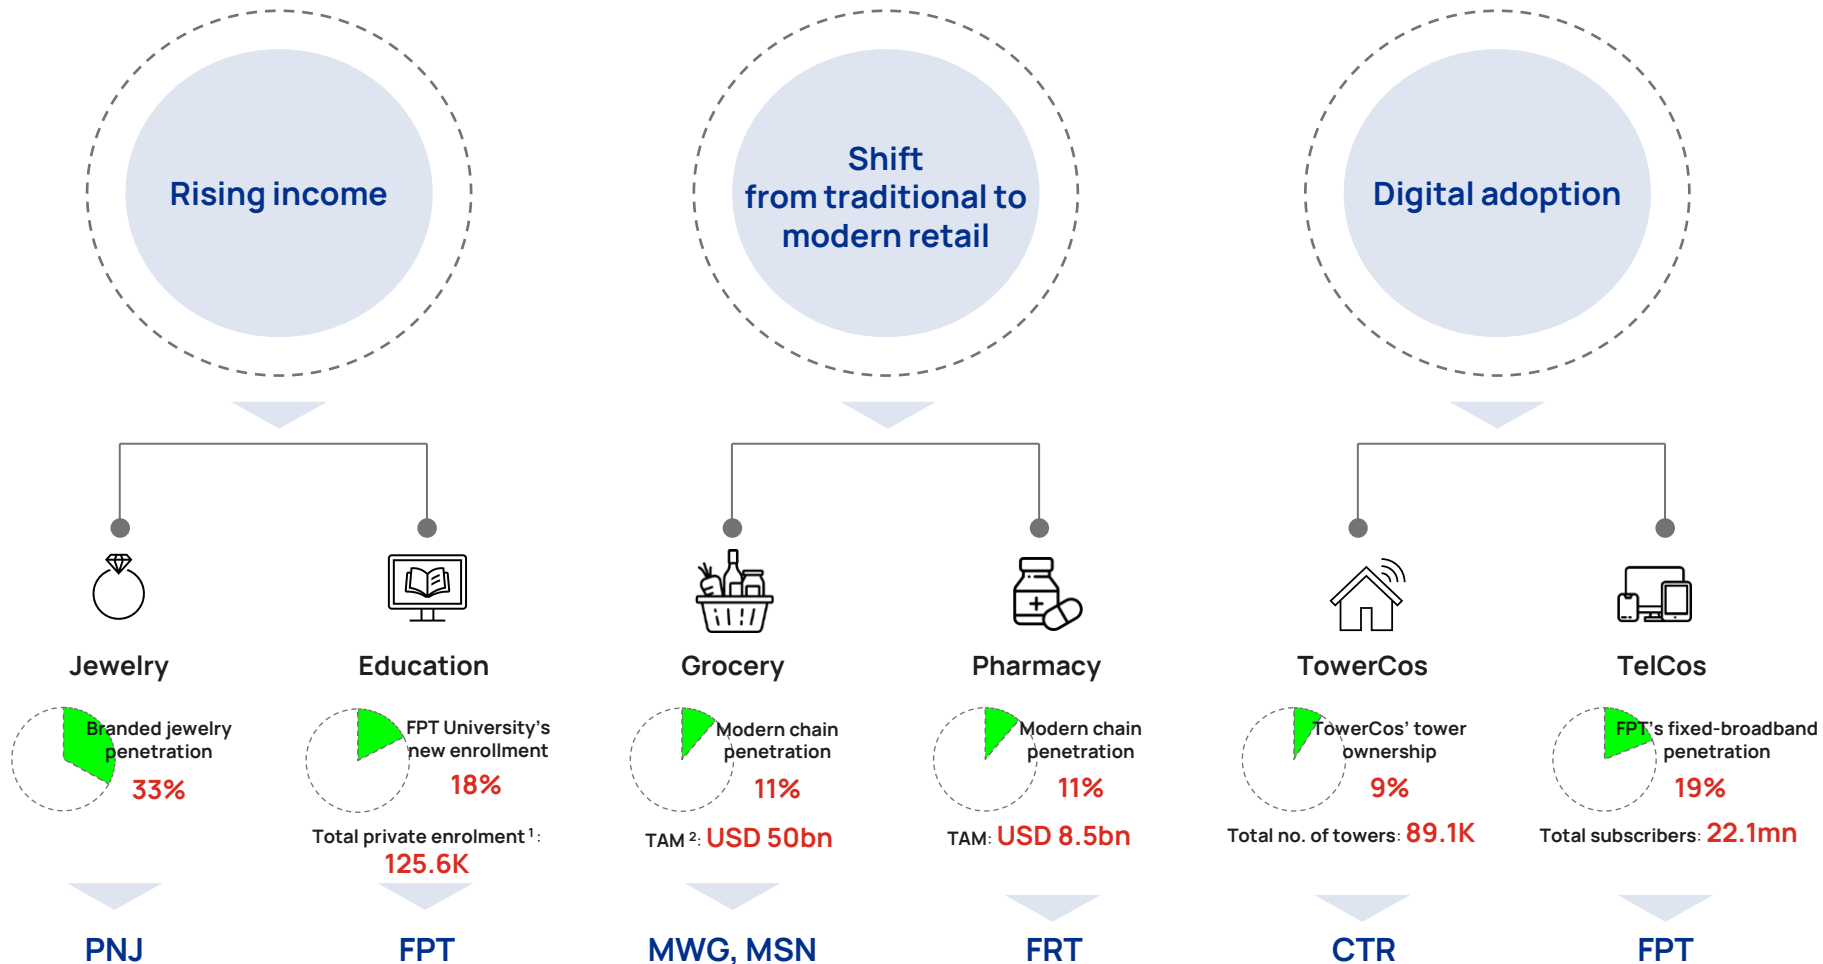 Rising income
Shift
from traditional to
modern retail
Digital adoption
Jewelry
Branded jewelry
penetration
33%
Education
FPT University's
new enrollment
18%
Total private enrolment 1:
125.6K
Grocery
Modern chain
penetration
11%
TAM 2: USD 50bn
Pharmacy
Modern chain
penetration
11%
TAM: USD 8.5bn
TowerCos
TowerCos' tower
ownership
9%
Total no. of towers: 89.1K
TelCos
FPT's fixed-broadband
penetration
19%
Total subscribers: 22.1mn
PNJ
FPT
MWG, MSN
FRT
CTR
FPT